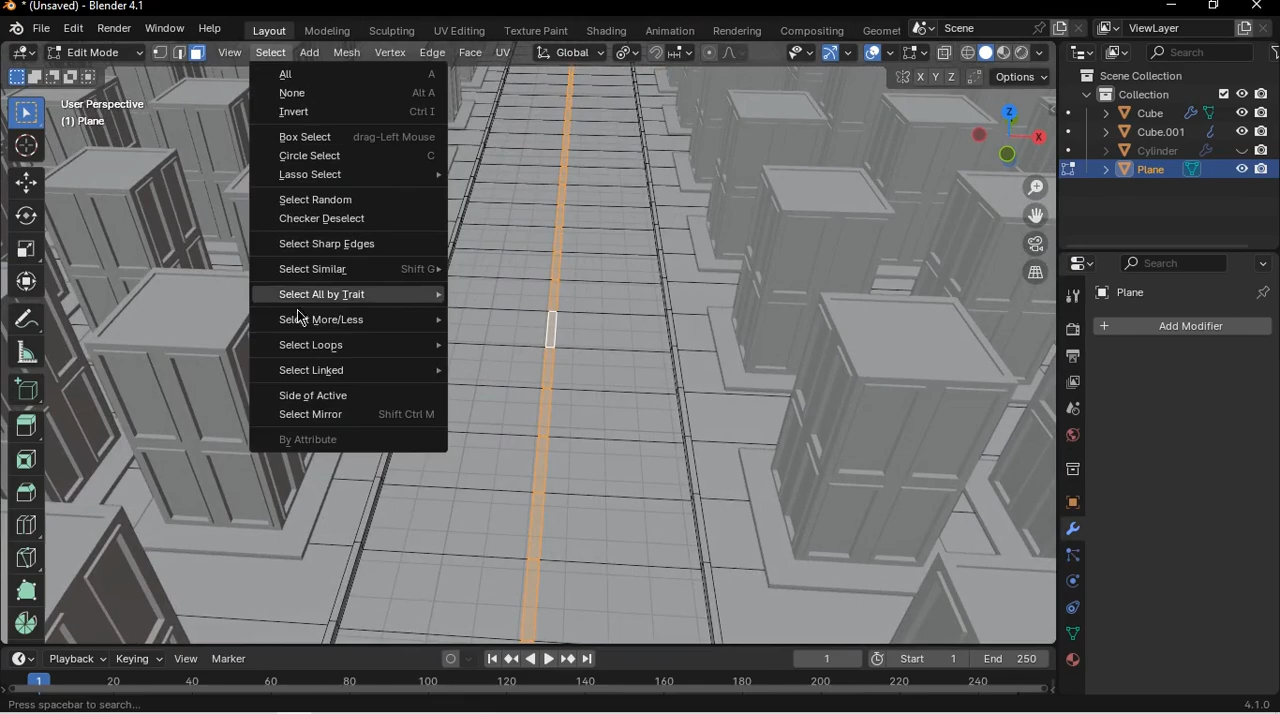 * (Unsaved) - Blender 4.1
File Edit Render Window Help Layout Modeling Sculpting UV Editing Texture Paint Shading Animation Rendering Compositing Geomet Scene ViewLayer
Edit Mode View Select Add Mesh Vertex Edge Face UV Global Search
X Y Z Options
User Perspective
(1) Plane
All A
None Alt A
Invert Ctrl I
Box Select drag-Left Mouse
Circle Select C
Lasso Select
Select Random
Checker Deselect
Select Sharp Edges
Select Similar Shift G
Select All by Trait
Select More/Less
Select Loops
Select Linked
Side of Active
Select Mirror Shift Ctrl M
By Attribute
Z
X
Scene Collection
Collection
Cube
Cube.001
Cylinder
Plane
Search
Plane
+ Add Modifier
Playback Keying View Marker 1 Start 1 End 250
1 20 40 60 80 100 120 140 160 180 200 220 240
Press spacebar to search... 4.1.0